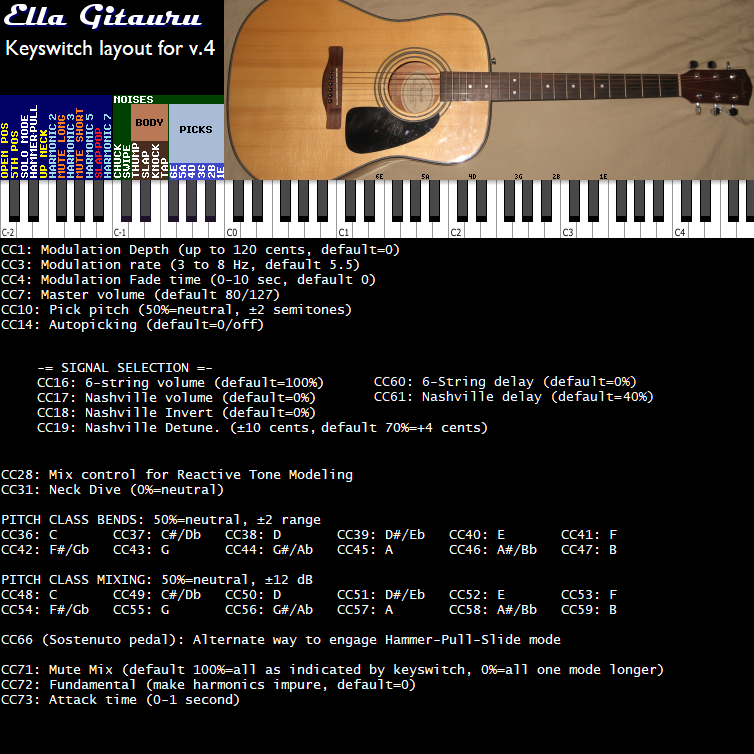 Ella Gitauru
Keyswitch layout for v.4
NOISES
BODY
PICKS
OPEN POS
5TH POS
SOLO MODE
HAMMER-PULL
UP NECK
HARMONIC 2
MUTE LONG
HARMONIC 3
MUTE SHORT
HARMONIC 5
SLAP POP
HARMONIC 7
CHUCK
SWIPE
THUMP
SLAP
KNOCK
TAP
6E
5A
4D
3G
2B
1E
6E 5A 4D 3G 2B 1E
C-2 C-1 C0 C1 C2 C3 C4
CC1: Modulation Depth (up to 120 cents, default=0)
CC3: Modulation rate (3 to 8 Hz, default 5.5)
CC4: Modulation Fade time (0-10 sec, default 0)
CC7: Master volume (default 80/127)
CC10: Pick pitch (50%=neutral, ±2 semitones)
CC14: Autopicking (default=0/off)
-= SIGNAL SELECTION =-
CC16: 6-string volume (default=100%) CC60: 6-String delay (default=0%)
CC17: Nashville volume (default=0%) CC61: Nashville delay (default=40%)
CC18: Nashville Invert (default=0%)
CC19: Nashville Detune. (±10 cents, default 70%=+4 cents)
CC28: Mix control for Reactive Tone Modeling
CC31: Neck Dive (0%=neutral)
PITCH CLASS BENDS: 50%=neutral, ±2 range
CC36: C CC37: C#/Db CC38: D CC39: D#/Eb CC40: E CC41: F
CC42: F#/Gb CC43: G CC44: G#/Ab CC45: A CC46: A#/Bb CC47: B
PITCH CLASS MIXING: 50%=neutral, ±12 dB
CC48: C CC49: C#/Db CC50: D CC51: D#/Eb CC52: E CC53: F
CC54: F#/Gb CC55: G CC56: G#/Ab CC57: A CC58: A#/Bb CC59: B
CC66 (Sostenuto pedal): Alternate way to engage Hammer-Pull-Slide mode
CC71: Mute Mix (default 100%=all as indicated by keyswitch, 0%=all one mode longer)
CC72: Fundamental (make harmonics impure, default=0)
CC73: Attack time (0-1 second)